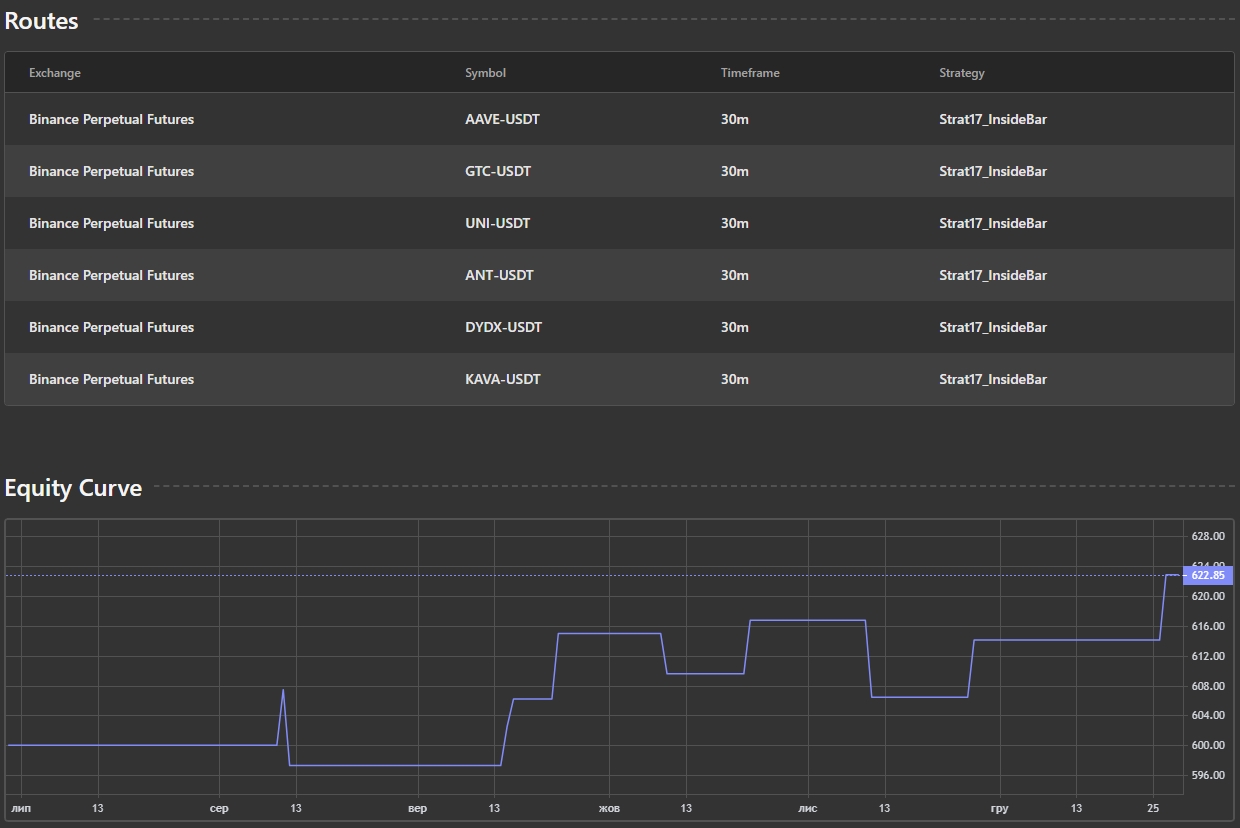 Routes
Exchange Symbol Timeframe Strategy
Binance Perpetual Futures AAVE-USDT 30m Strat17_InsideBar
Binance Perpetual Futures GTC-USDT 30m Strat17_InsideBar
Binance Perpetual Futures UNI-USDT 30m Strat17_InsideBar
Binance Perpetual Futures ANT-USDT 30m Strat17_InsideBar
Binance Perpetual Futures DYDX-USDT 30m Strat17_InsideBar
Binance Perpetual Futures KAVA-USDT 30m Strat17_InsideBar
Equity Curve
628.00
624.00
622.85
620.00
616.00
612.00
608.00
604.00
600.00
596.00
лип 13 сер 13 вер 13 жов 13 лис 13 гру 13 25